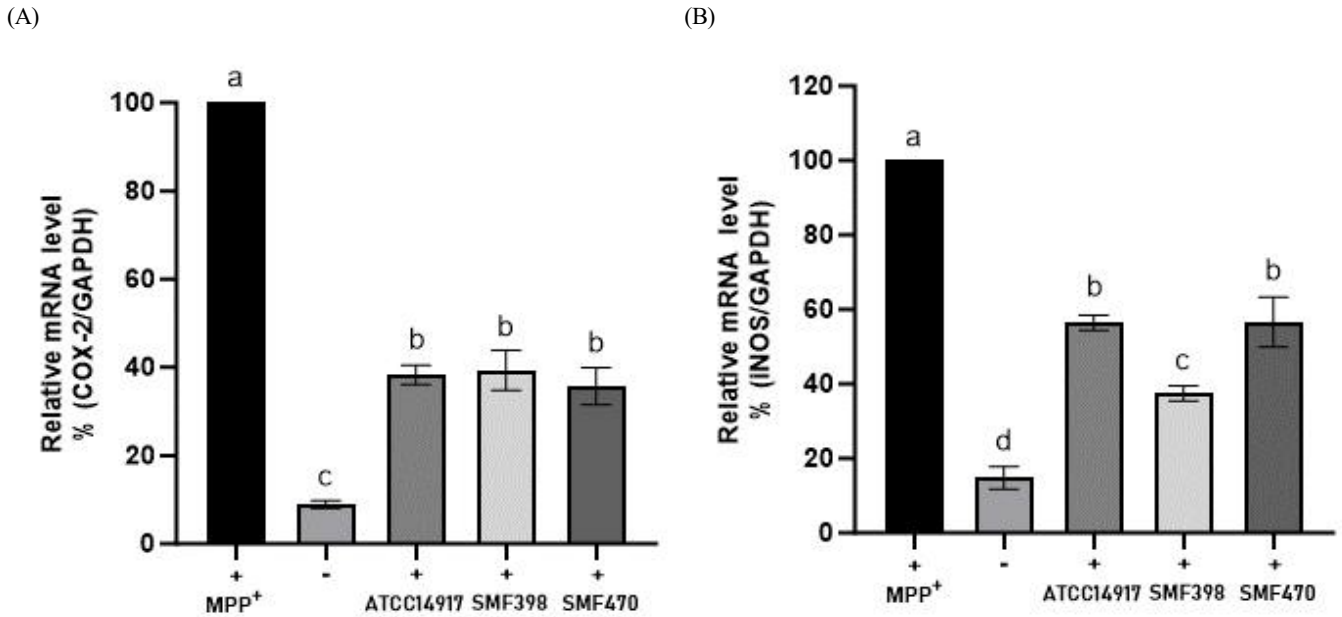 (A)
(B)
Relative mRNA level
% (COX-2/GAPDH)
100
80
60
40
20
0
a
c
b
b
b
+
-
+
+
+
MPP+
ATCC14917
SMF398
SMF470
Relative mRNA level
% (iNOS/GAPDH)
120
100
80
60
40
20
0
a
d
b
c
b
+
-
+
+
+
MPP+
ATCC14917
SMF398
SMF470